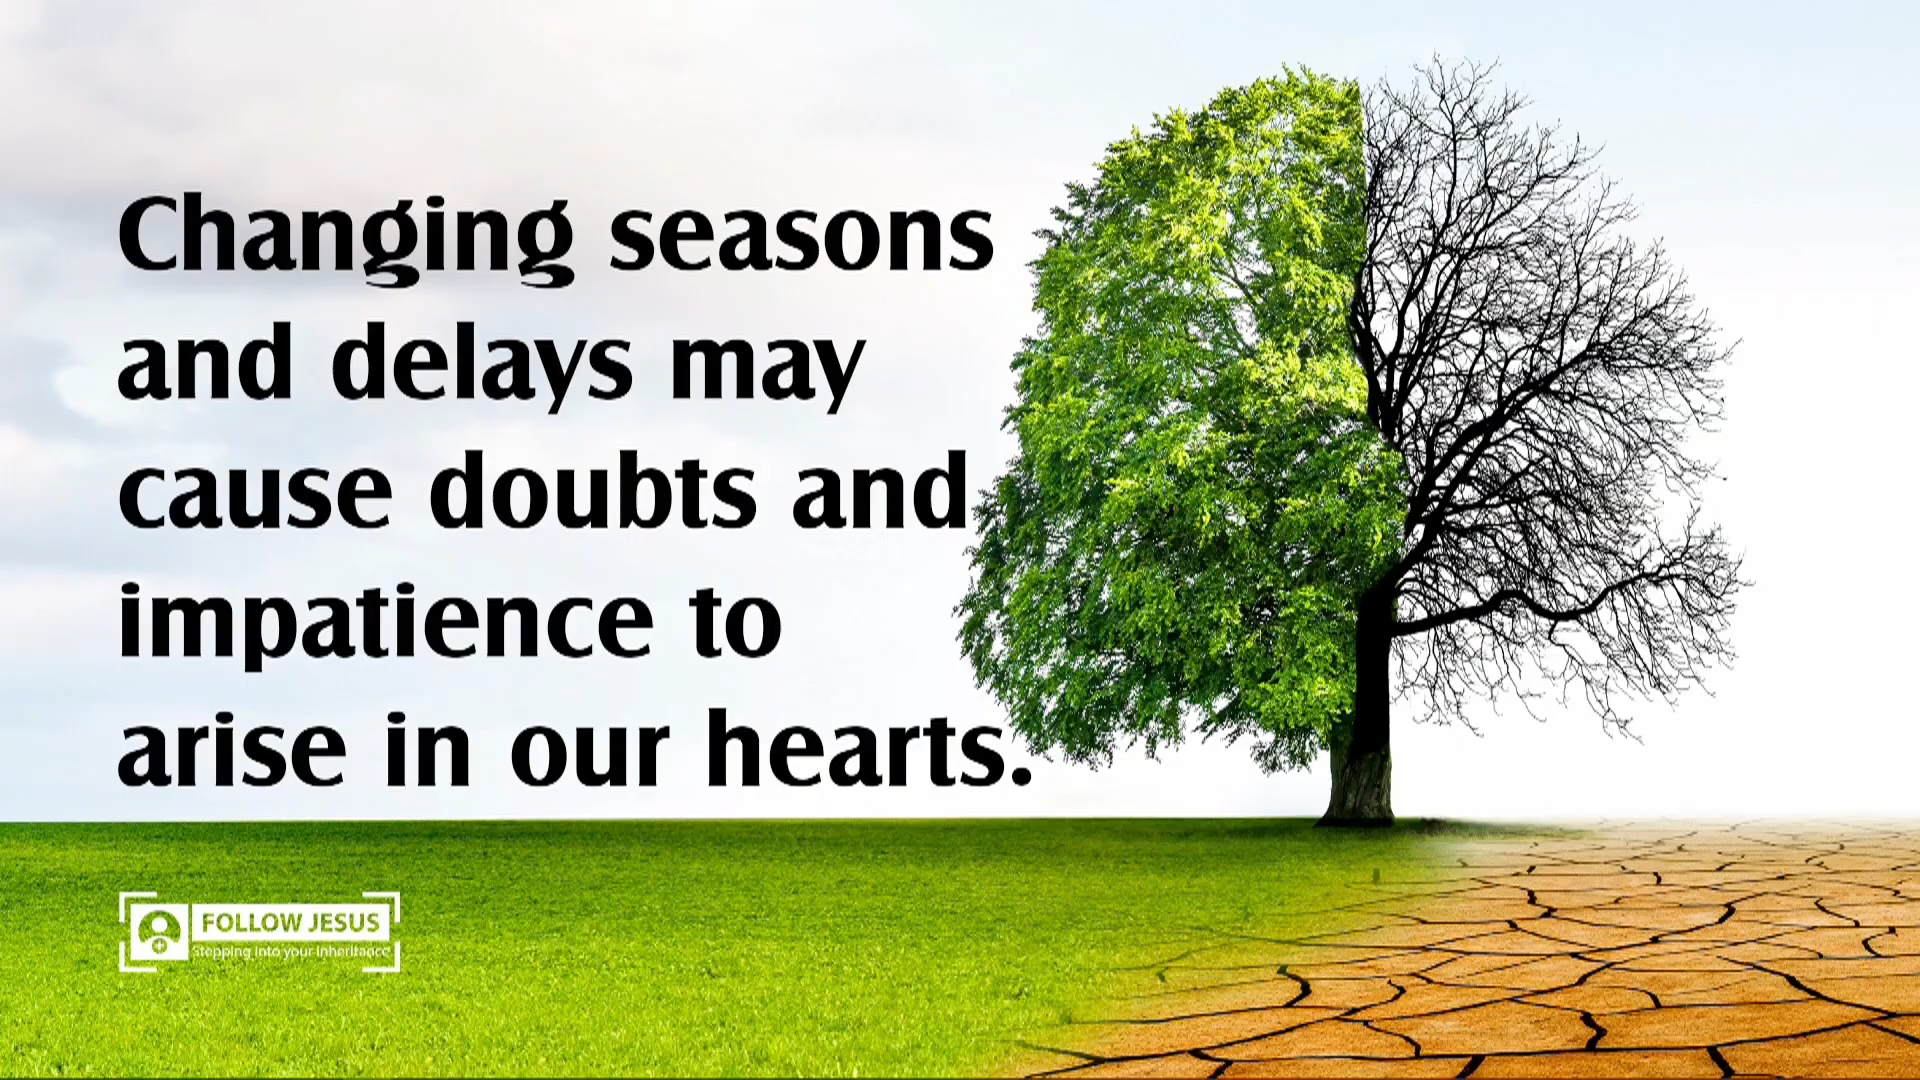 Changing seasons
and delays may
cause doubts and
impatience to
arise in our hearts.
FOLLOW JESUS
Stepping into your inheritance